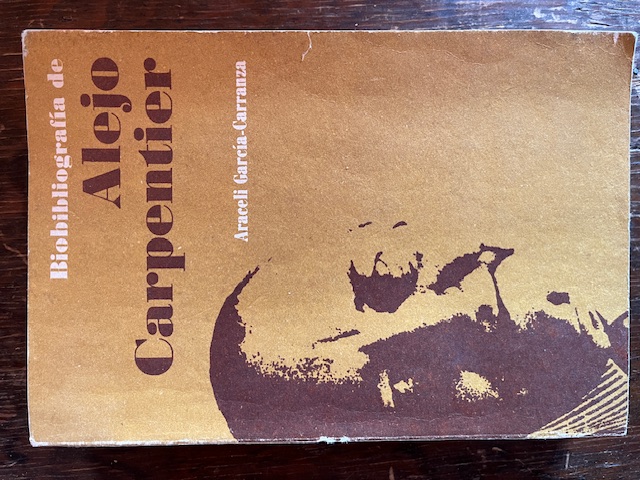 Biobibliografía de
Alejo
Carpentier
Araceli García-Carranza